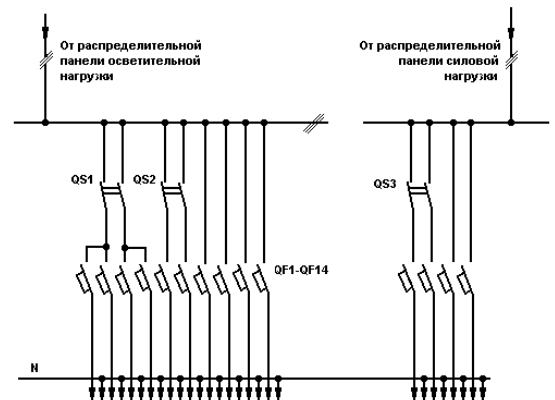 От распределительной
панели осветительной
нагрузки
От распределительной
панели силовой
нагрузки
QS1
QS2
QS3
QF1-QF14
N